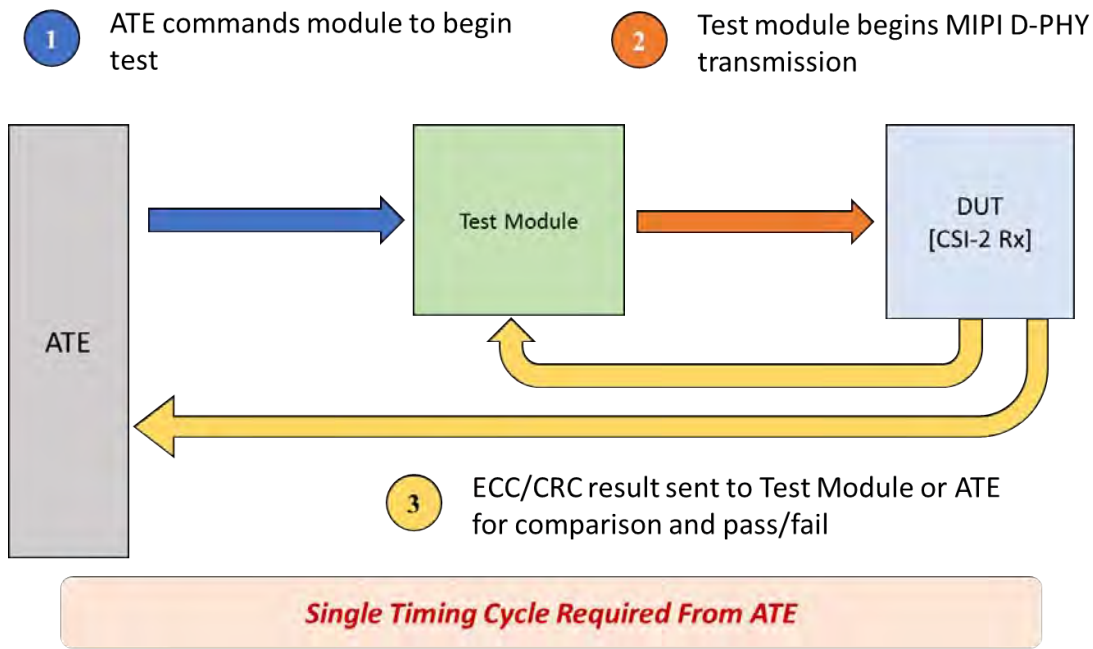 1
ATE commands module to begin
test
2
Test module begins MIPI D-PHY
transmission
ATE
Test Module
DUT
[CSI-2 Rx]
3
ECC/CRC result sent to Test Module or ATE
for comparison and pass/fail
Single Timing Cycle Required From ATE